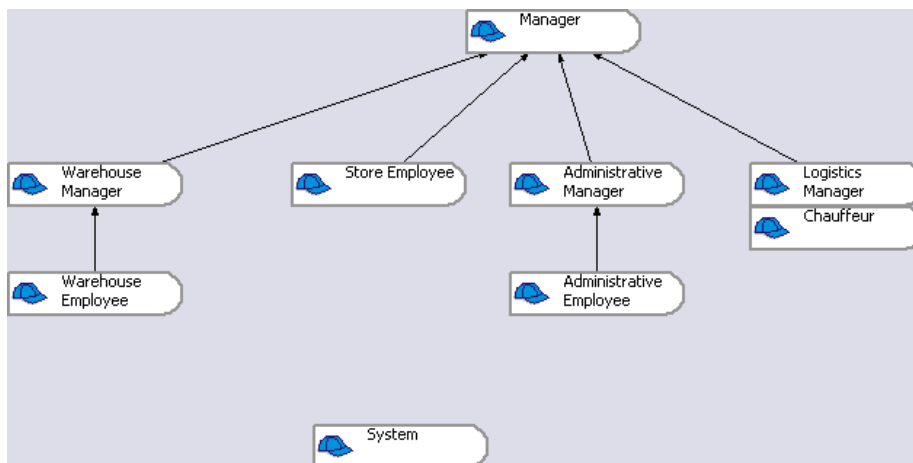 Manager
Warehouse
Manager
Store Employee
Administrative
Manager
Logistics
Manager
Chauffeur
Warehouse
Employee
Administrative
Employee
System